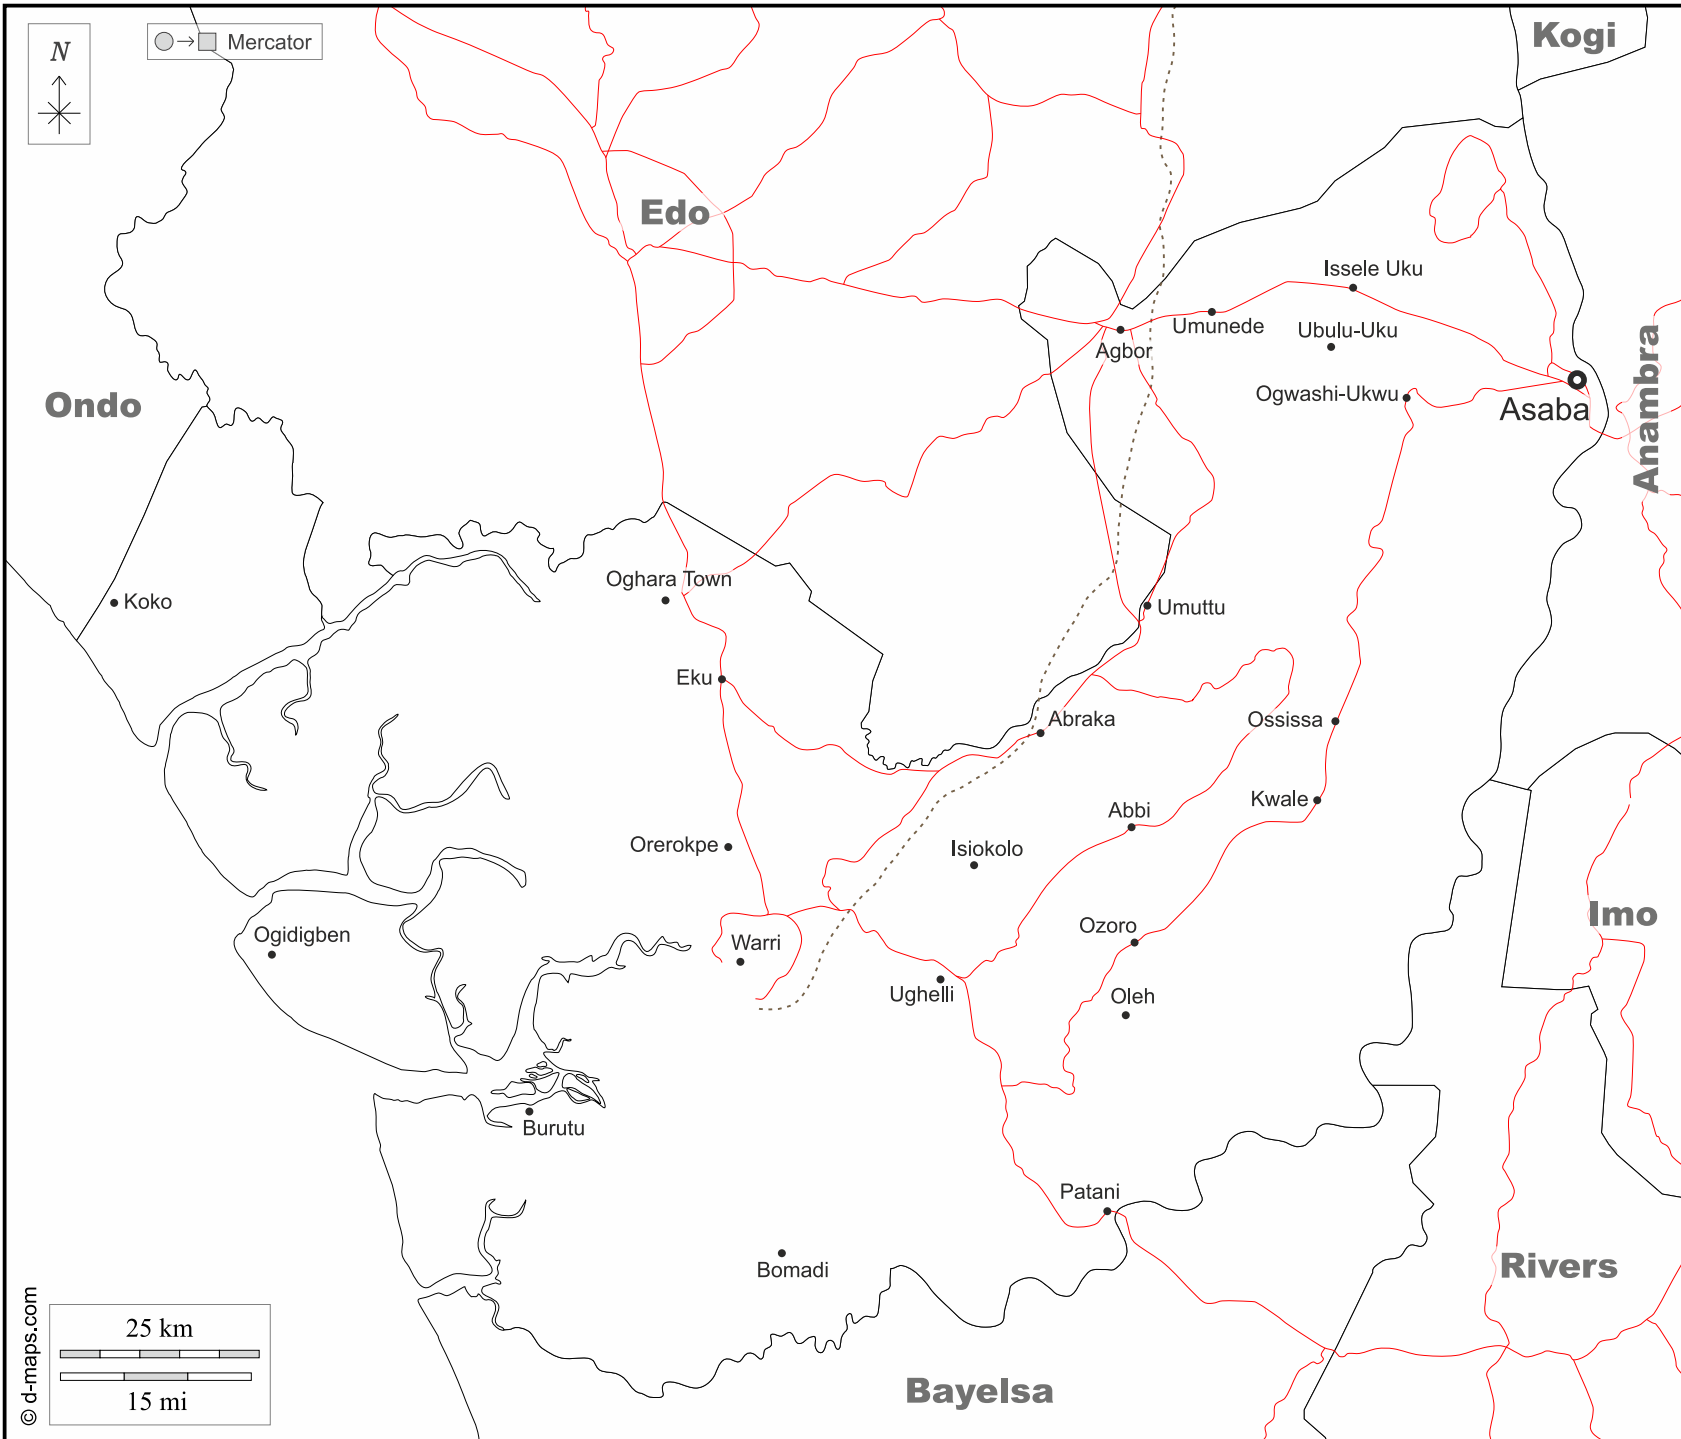 Kogi
N
Mercator
Edo
Issele Uku
Umunede
Ubulu-Uku
Agbor
Anambra
Ondo
Ogwashi-Ukwu
Asaba
Oghara Town
Koko
Umuttu
Eku
Abraka
Ossissa
Kwale
Abbi
Orerokpe
Isiokolo
Imo
Ogidigben
Warri
Ozoro
Ughelli
Oleh
Burutu
Patani
Bomadi
Rivers
25 km
15 mi
Bayelsa
© d-maps.com